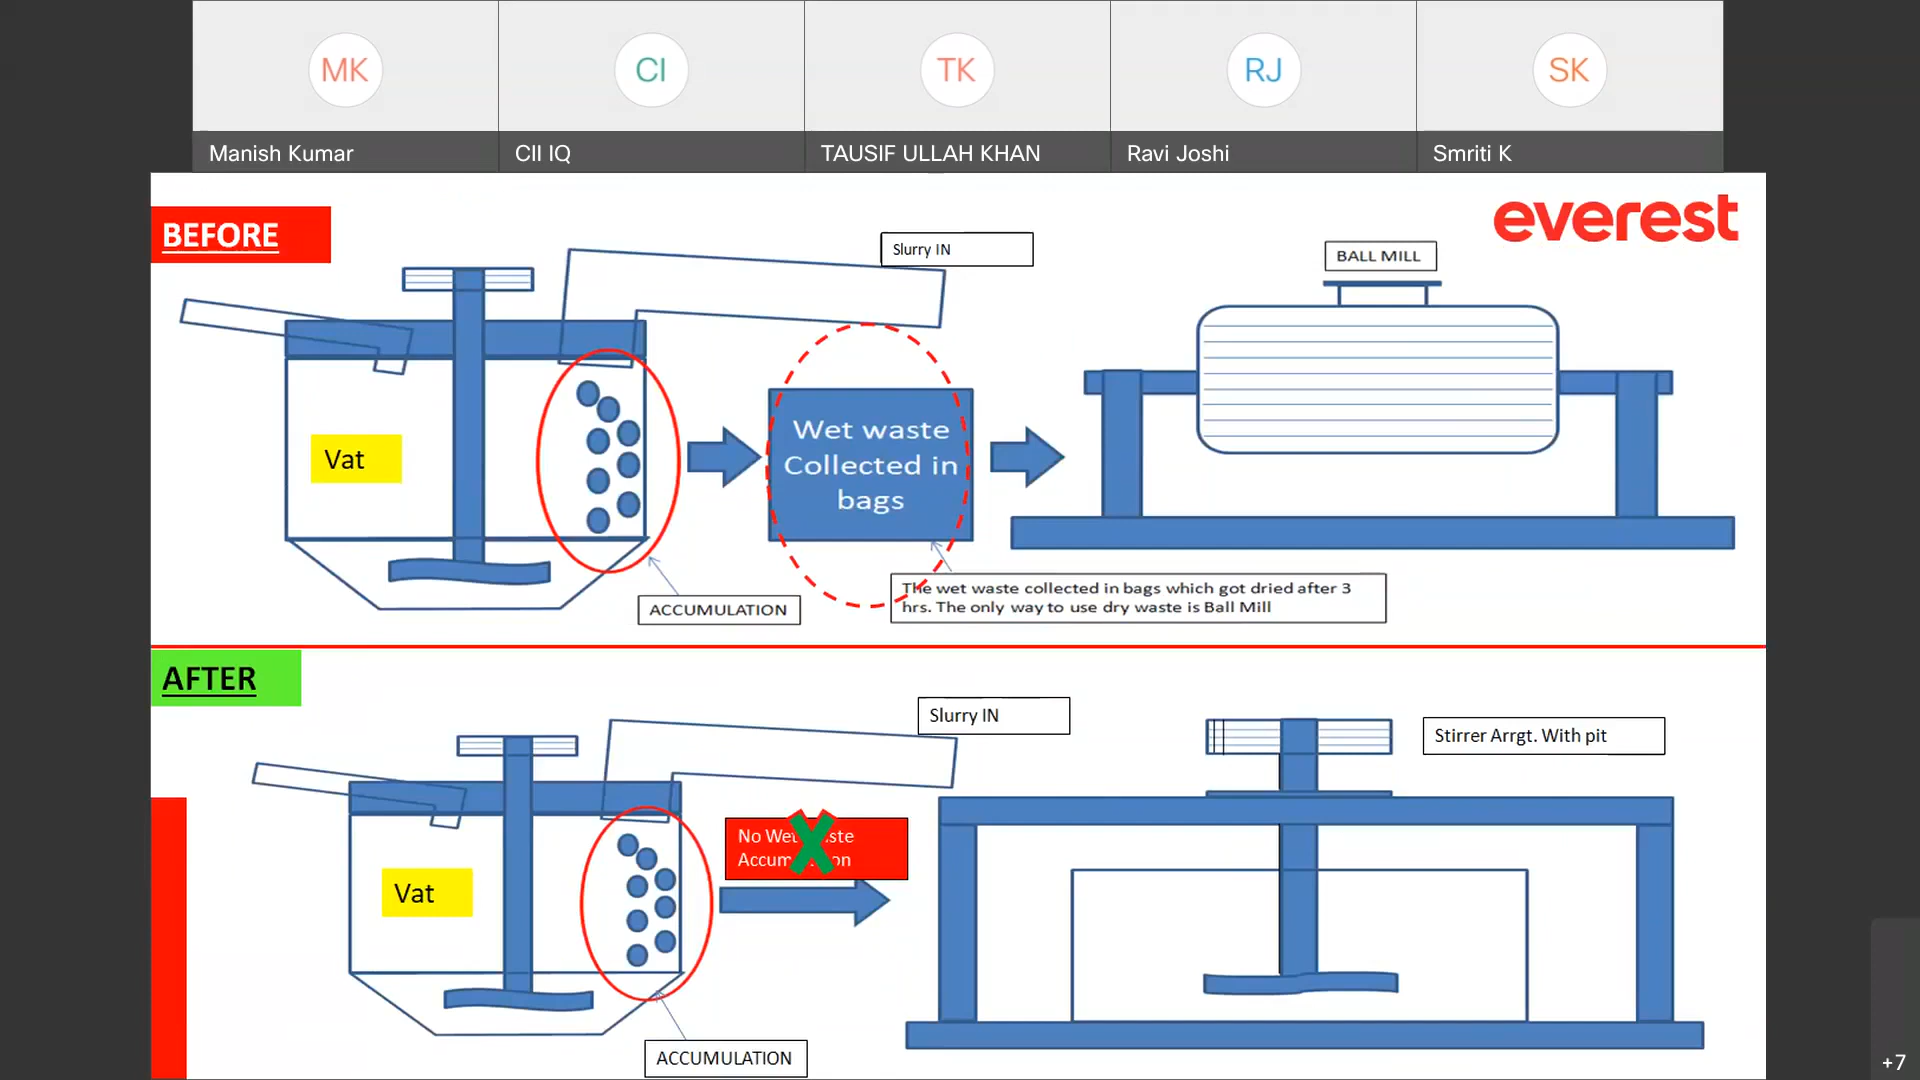 MK
CI
TK
RJ
SK
Manish Kumar
CII IQ
TAUSIF ULLAH KHAN
Ravi Joshi
Smriti K
BEFORE
everest
Slurry IN
BALL MILL
Vat
Wet waste
Collected in
bags
ACCUMULATION
The wet waste collected in bags which got dried after 3
hrs. The only way to use dry waste is Ball Mill
AFTER
Slurry IN
Stirrer Arrgt. With pit
No Wet
Vat
ACCUMULATION
+7